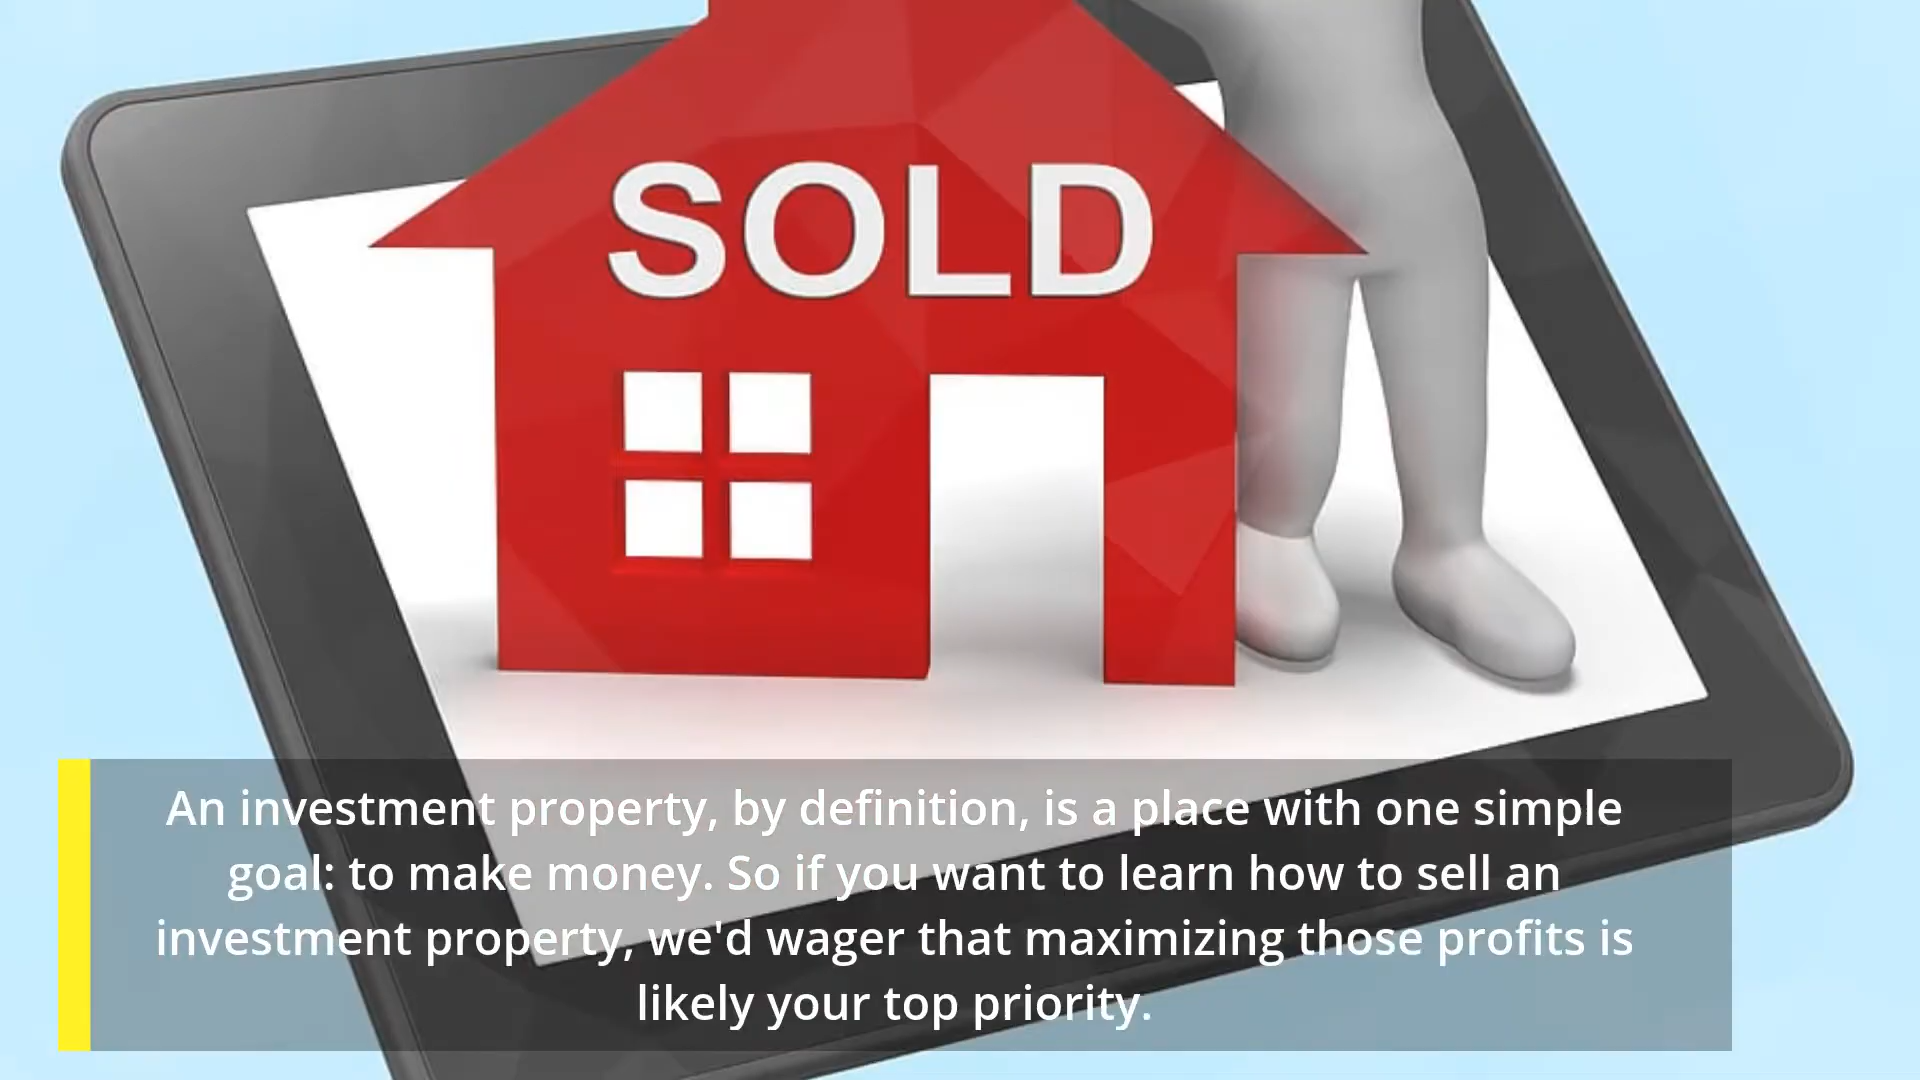 SOLD
An investment property, by definition, is a place with one simple
goal: to make money. So if you want to learn how to sell an
investment property, we'd wager that maximizing those profits is
likely your top priority.